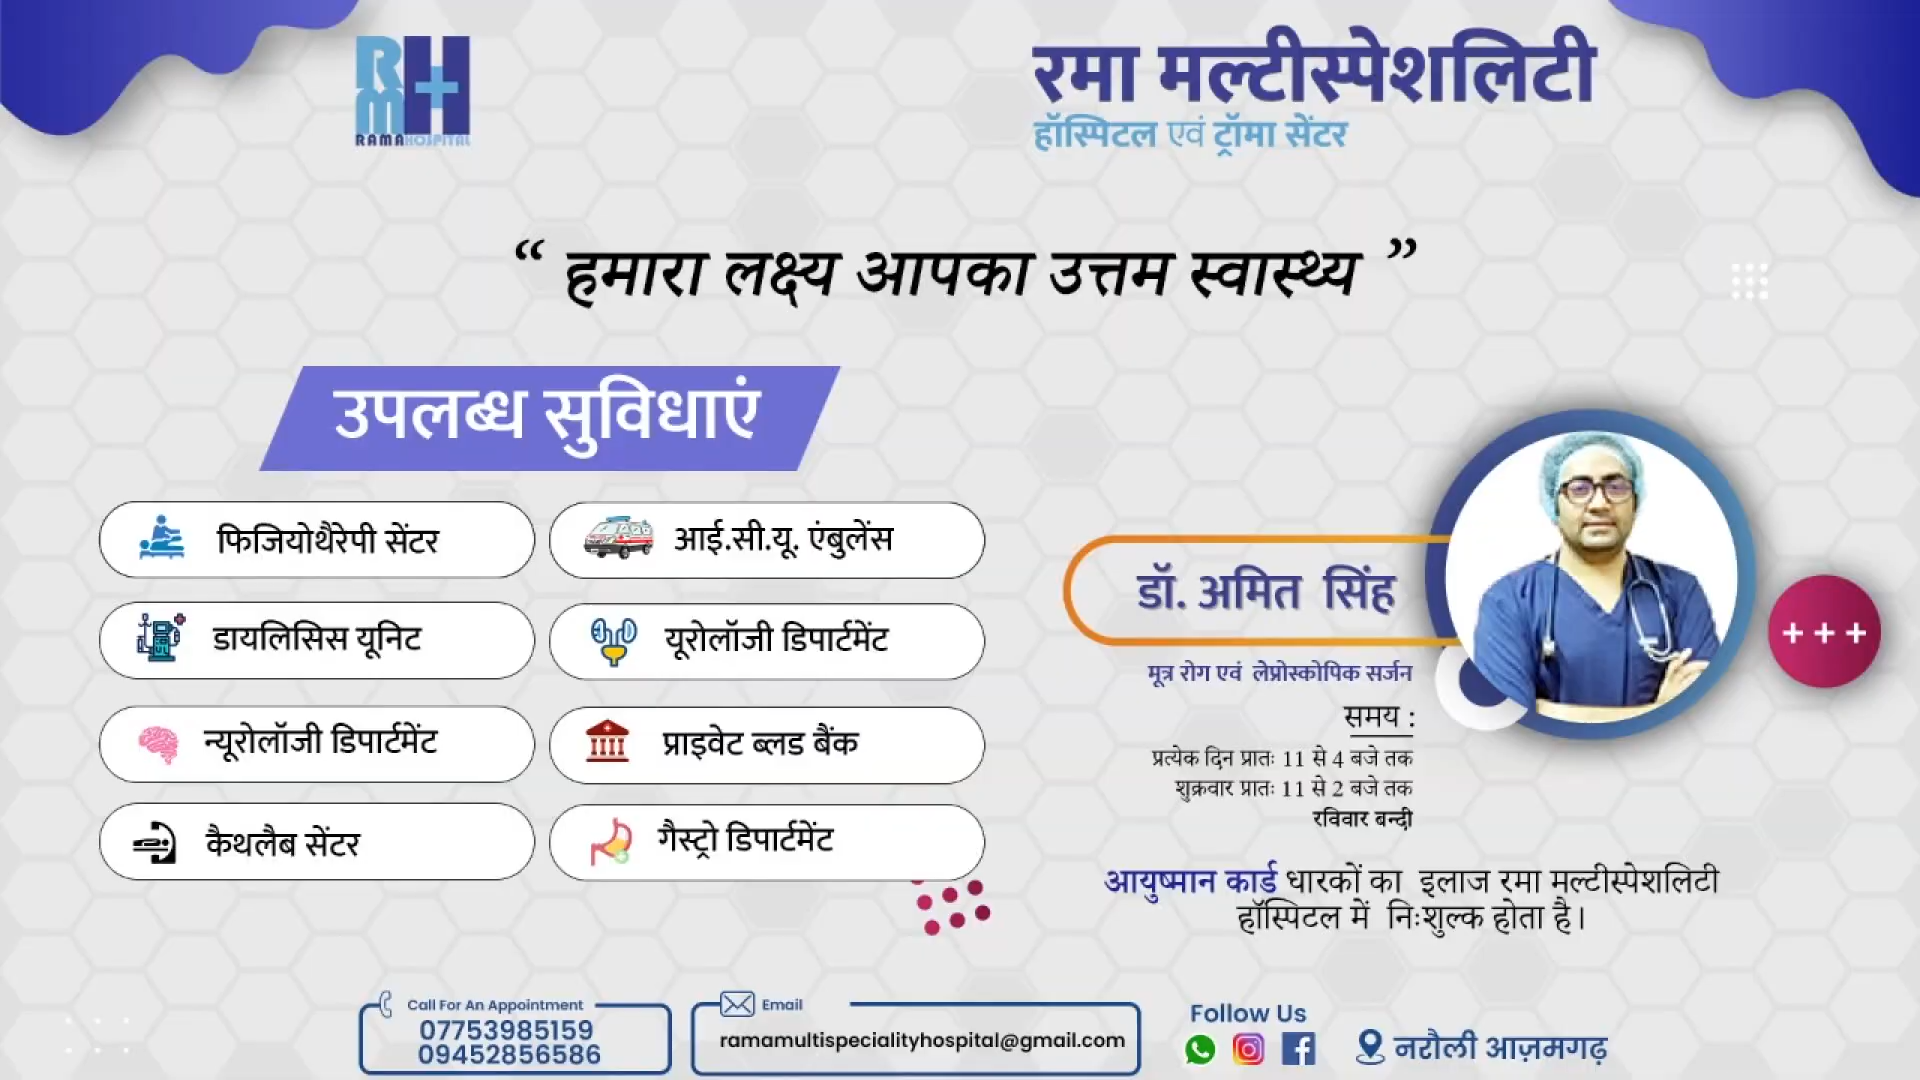 RH
M
RAMAHOSPITAL
रमा मल्टीस्पेशलिटी
हॉस्पिटल एवं ट्रॉमा सेंटर
“ हमारा लक्ष्य आपका उत्तम स्वास्थ्य ”
उपलब्ध सुविधाएं
फिजियोथैरेपी सेंटर
आई.सी.यू. एंबुलेंस
डायलिसिस यूनिट
यूरोलॉजी डिपार्टमेंट
न्यूरोलॉजी डिपार्टमेंट
प्राइवेट ब्लड बैंक
कैथलैब सेंटर
गैस्ट्रो डिपार्टमेंट
डॉ. अमित सिंह
मूत्र रोग एवं लेप्रोस्कोपिक सर्जन
समय :
प्रत्येक दिन प्रातः 11 से 4 बजे तक
शुक्रवार प्रातः 11 से 2 बजे तक
रविवार बन्दी
आयुष्मान कार्ड धारकों का इलाज रमा मल्टीस्पेशलिटी
हॉस्पिटल में निःशुल्क होता है।
Call For An Appointment
07753985159
09452856586
Email
ramamultispecialityhospital@gmail.com
Follow Us
नरौली आज़मगढ़